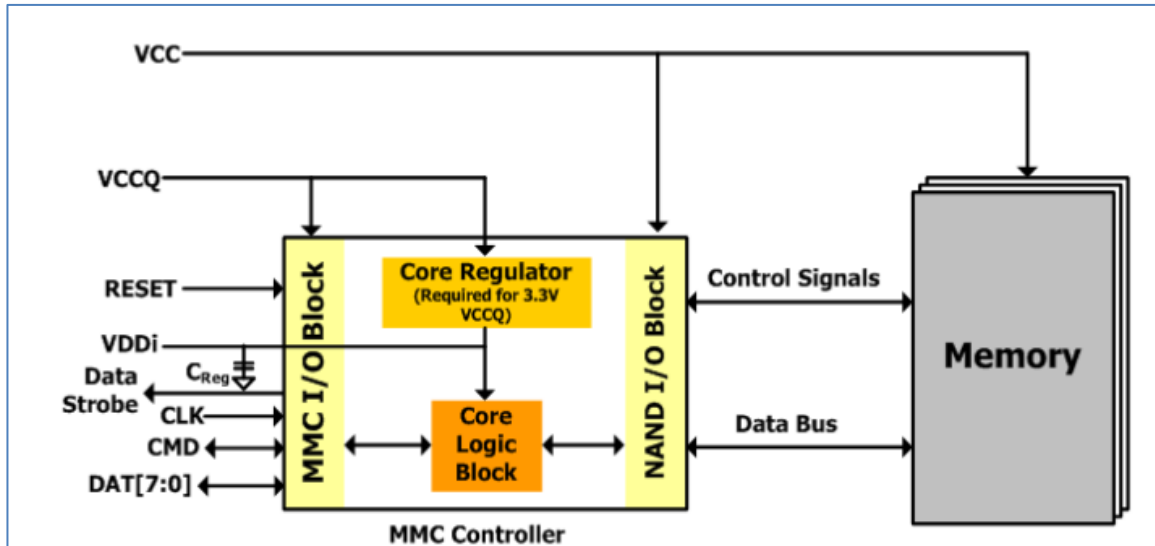 VCC
VCCQ
RESET
VDDi
CReg
Data
Strobe
CLK
CMD
DAT[7:0]
MMC I/O Block
Core Regulator
(Required for 3.3V
VCCQ)
Core
Logic
Block
NAND I/O Block
MMC Controller
Control Signals
Data Bus
Memory